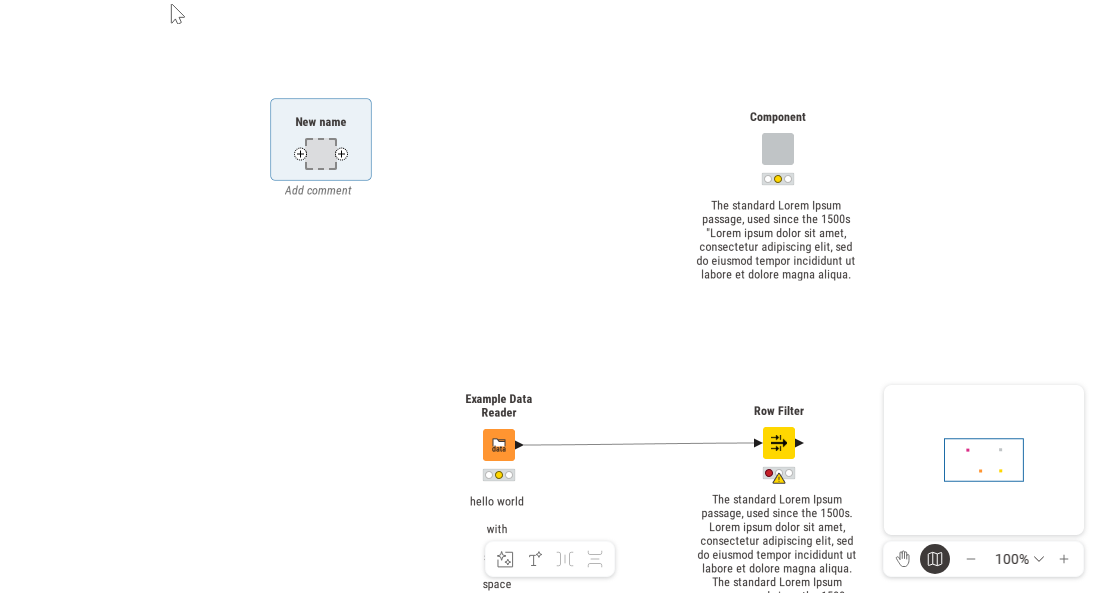 New name
Add comment
Component
The standard Lorem Ipsum
passage, used since the 1500s
"Lorem ipsum dolor sit amet,
consectetur adipiscing elit, sed
do eiusmod tempor incididunt ut
labore et dolore magna aliqua.
Example Data
Reader
data
hello world
with
space
Row Filter
The standard Lorem Ipsum
passage, used since the 1500s.
Lorem ipsum dolor sit amet,
consectetur adipiscing elit, sed
do eiusmod tempor incididunt ut
labore et dolore magna aliqua.
The standard Lorem Ipsum
100%